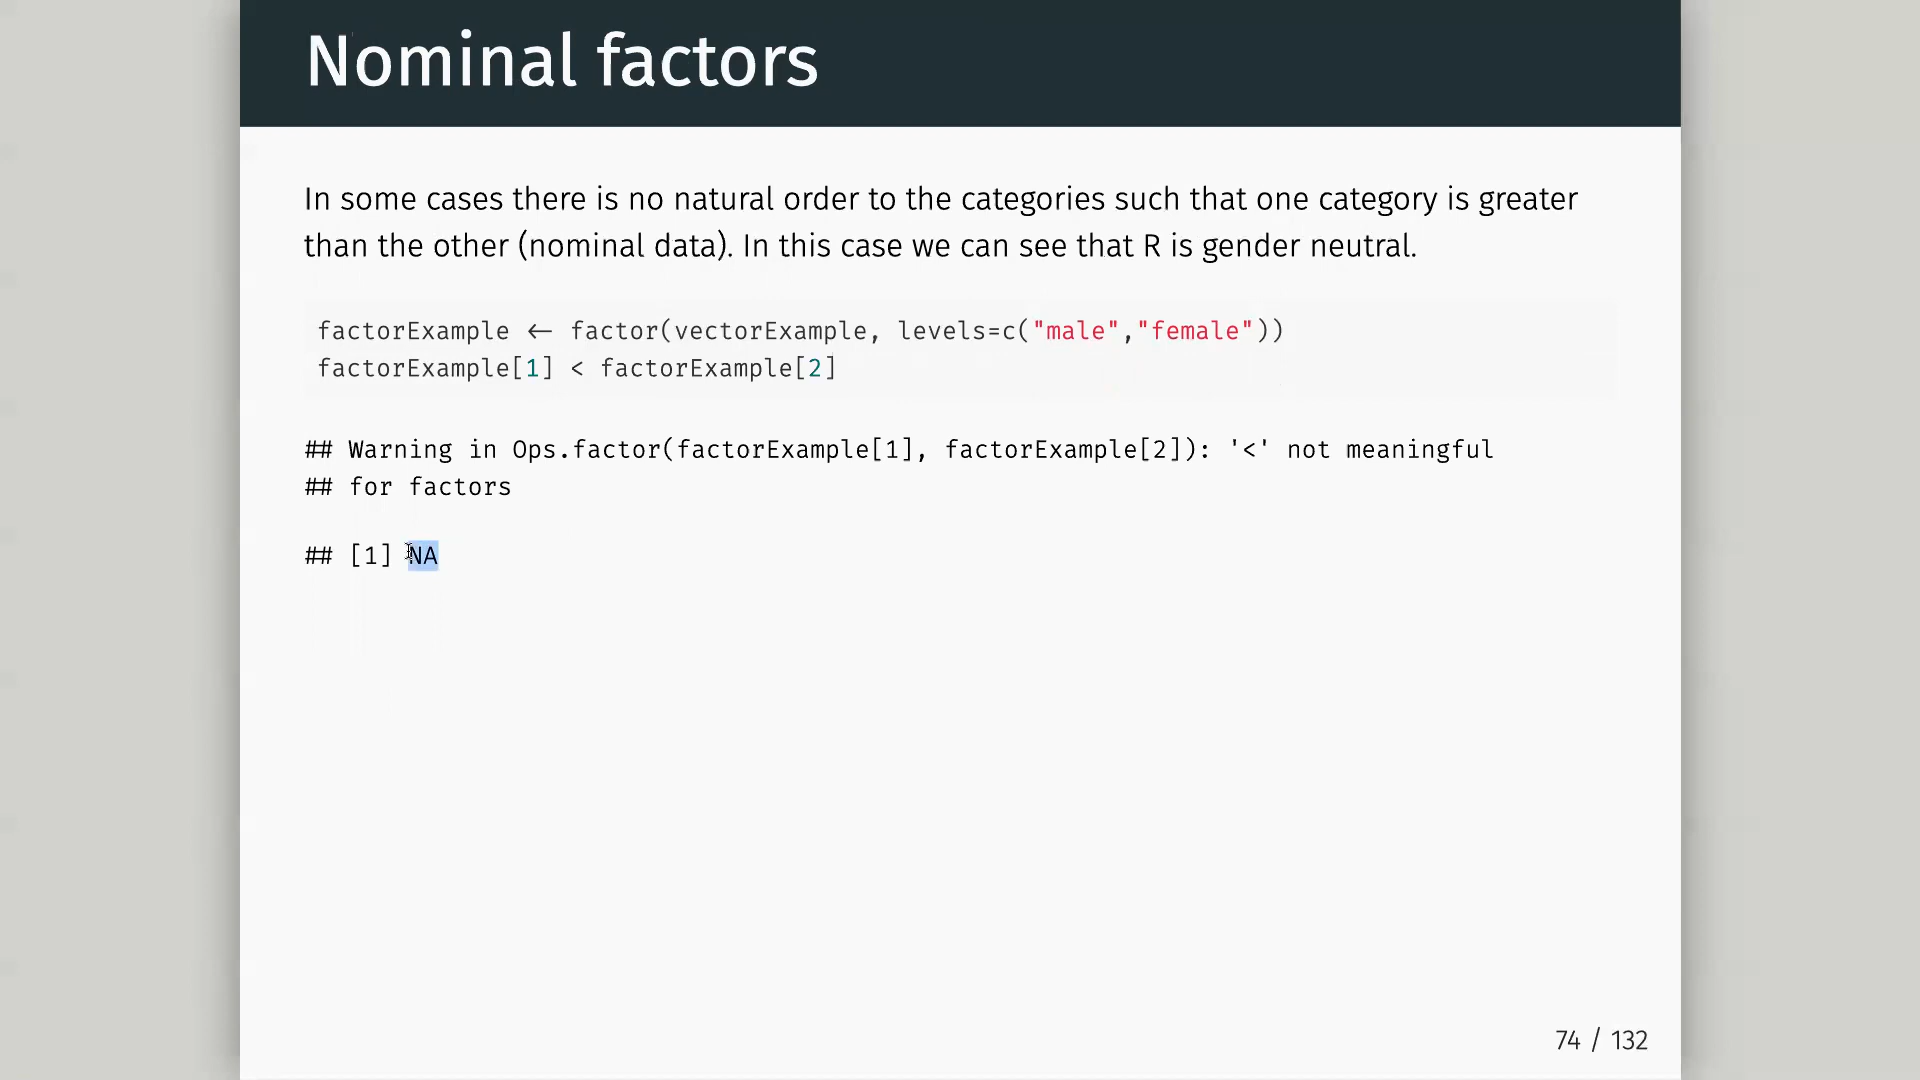 Nominal factors
In some cases there is no natural order to the categories such that one category is greater
than the other (nominal data). In this case we can see that R is gender neutral.
factorExample <- factor(vectorExample, levels=c("male","female"))
factorExample[1] < factorExample[2]
## Warning in Ops.factor(factorExample[1], factorExample[2]): '<' not meaningful
## for factors
## [1] NA
74 / 132